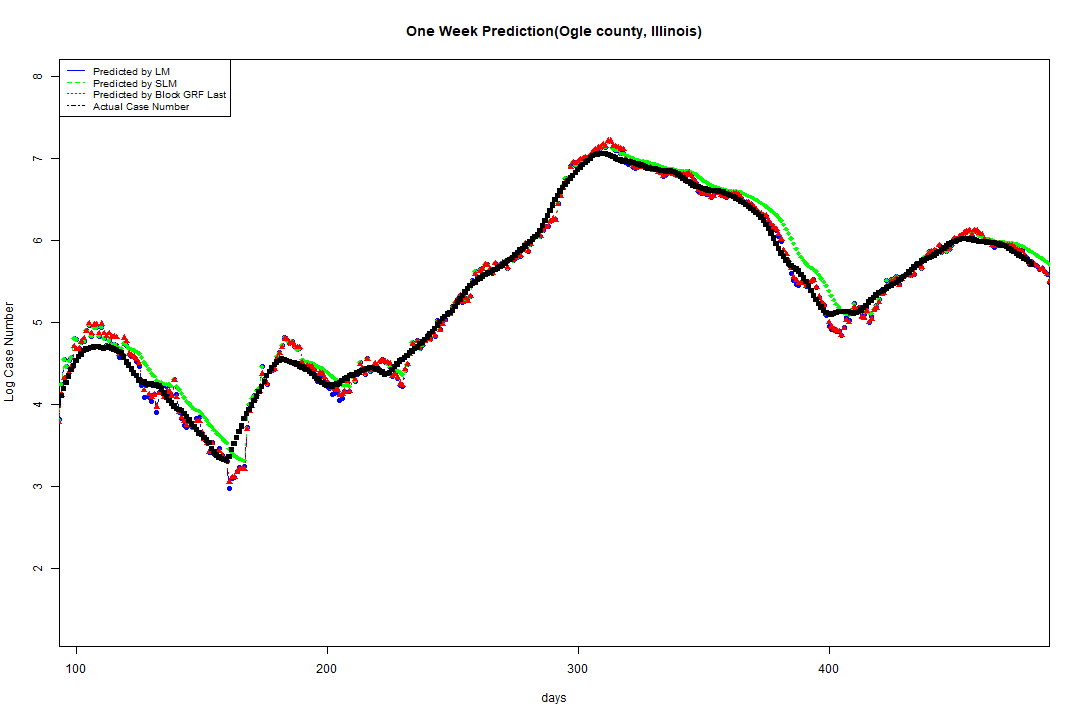 One Week Prediction(Ogle county, Illinois)
Predicted by LM
Predicted by SLM
Predicted by Block GRF Last
Actual Case Number
8
7
6
5
4
3
2
Log Case Number
100 200 300 400
days